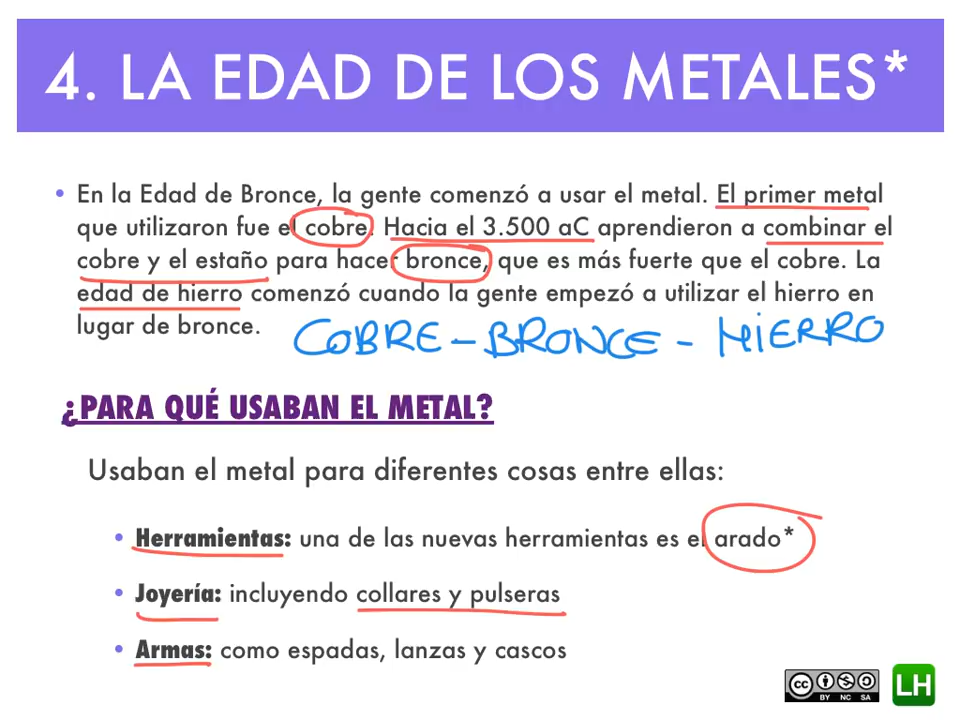 4. LA EDAD DE LOS METALES*
• En la Edad de Bronce, la gente comenzó a usar el metal. El primer metal
que utilizaron fue el cobre. Hacia el 3.500 aC aprendieron a combinar el
cobre y el estaño para hacer bronce, que es más fuerte que el cobre. La
edad de hierro comenzó cuando la gente empezó a utilizar el hierro en
lugar de bronce.
COBRE - BRONCE - HIERRO
¿PARA QUÉ USABAN EL METAL?
Usaban el metal para diferentes cosas entre ellas:
• Herramientas: una de las nuevas herramientas es el arado*
• Joyería: incluyendo collares y pulseras
• Armas: como espadas, lanzas y cascos
cc BY NC SA
LH